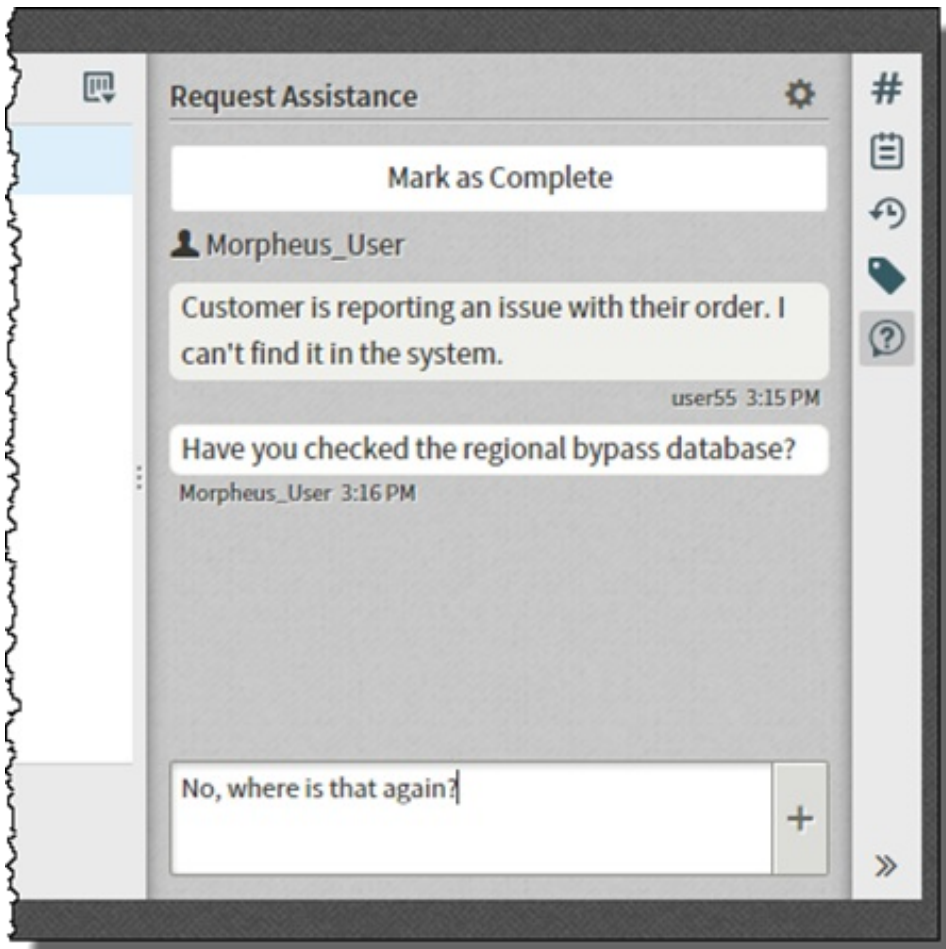 Request Assistance
Mark as Complete
Morpheus_User
Customer is reporting an issue with their order. I
can't find it in the system.
user55 3:15 PM
Have you checked the regional bypass database?
Morpheus_User 3:16 PM
No, where is that again?